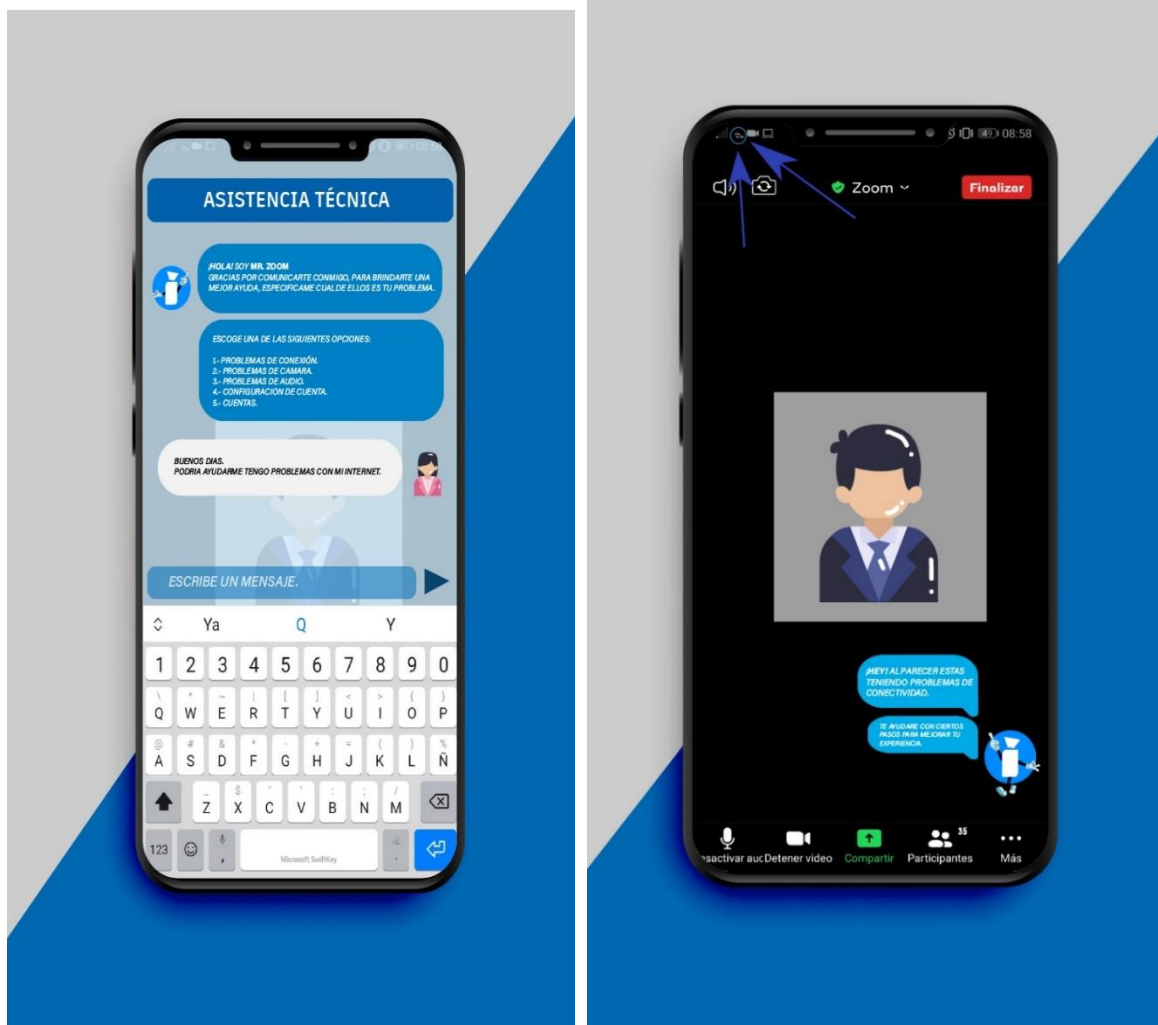 08:58
ASISTENCIA TÉCNICA
¡HOLA! SOY MR. ZOOM
GRACIAS POR COMUNICARTE CONMIGO, PARA BRINDARTE UNA
MEJOR AYUDA, ESPECIFICAME CUAL DE ELLOS ES TU PROBLEMA.
ESCOGE UNA DE LAS SIGUIENTES OPCIONES:
1.- PROBLEMAS DE CONEXIÓN.
2.- PROBLEMAS DE CAMARA.
3.- PROBLEMAS DE AUDIO.
4.- CONFIGURACION DE CUENTA.
5.- CUENTAS.
BUENOS DIAS.
PODRIA AYUDARME TENGO PROBLEMAS CON MI INTERNET.
ESCRIBE UN MENSAJE.
Ya Q Y
1 2 3 4 5 6 7 8 9 0
Q W E R T Y U I O P
A S D F G H J K L Ñ
Z X C V B N M
123 , Microsoft SwiftKey .
49 08:58
Zoom
Finalizar
¡HEY! AL PARECER ESTAS
TENIENDO PROBLEMAS DE
CONECTIVIDAD.
TE AYUDARE CON CIERTOS
PASOS PARA MEJORAR TU
EXPERIENCIA.
35
esactivar aud Detener video Compartir Participantes Más